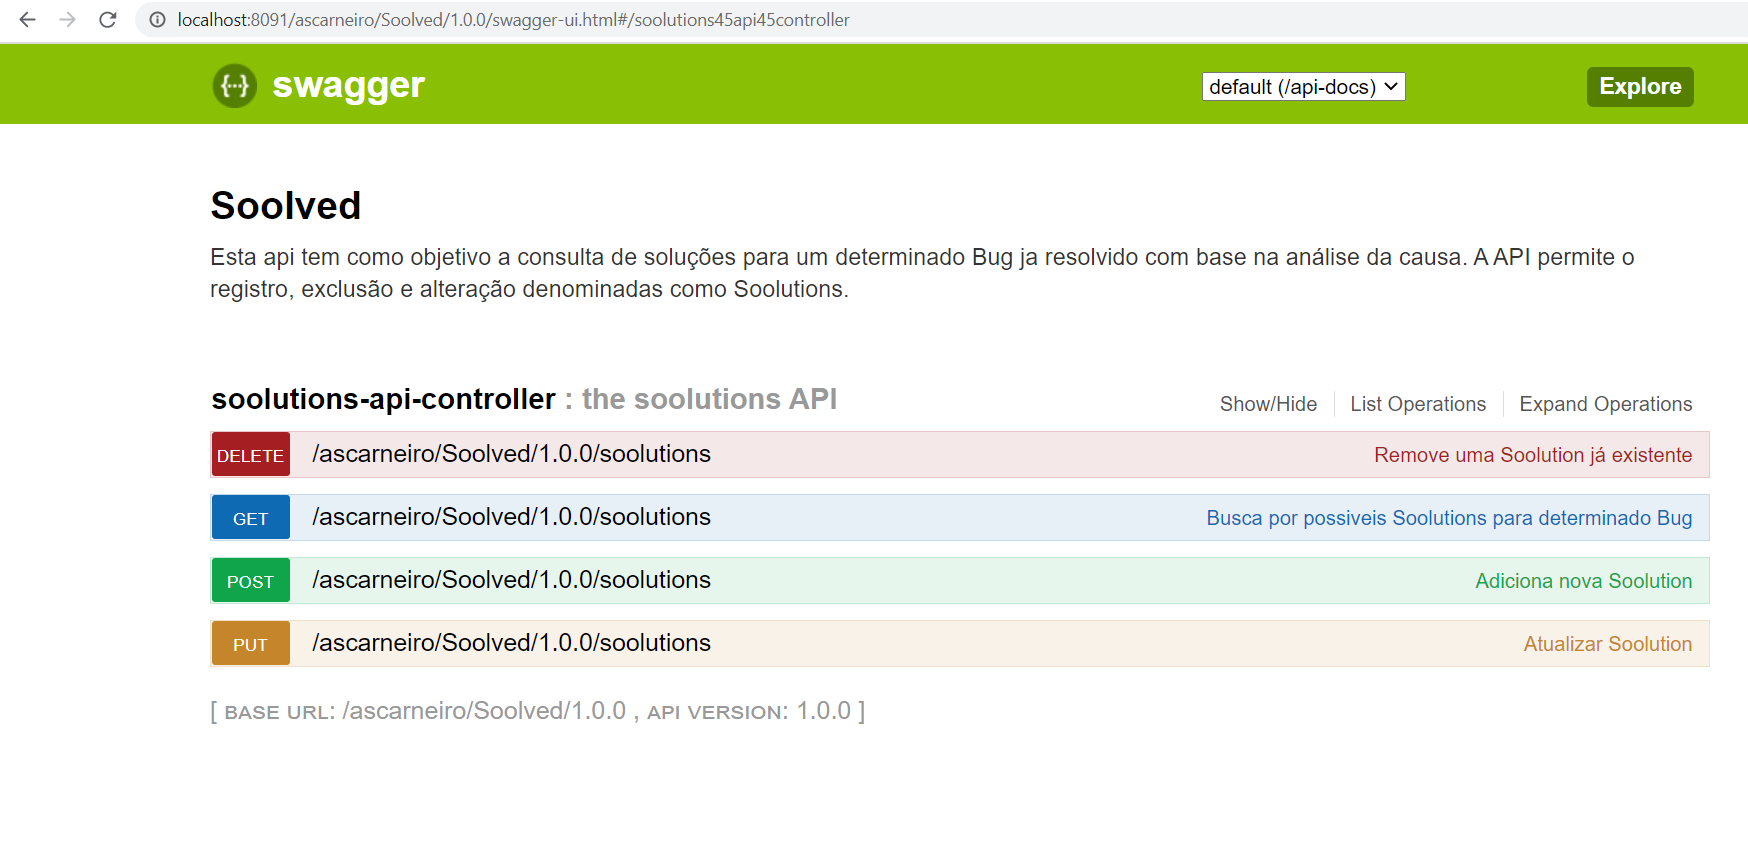 localhost:8091/ascarneiro/Soolved/1.0.0/swagger-ui.html#/soolutions45api45controller
{···} swagger
default (/api-docs)
Explore
Soolved
Esta api tem como objetivo a consulta de soluções para um determinado Bug ja resolvido com base na análise da causa. A API permite o
registro, exclusão e alteração denominadas como Soolutions.
soolutions-api-controller : the soolutions API
Show/Hide
List Operations
Expand Operations
DELETE /ascarneiro/Soolved/1.0.0/soolutions Remove uma Soolution já existente
GET /ascarneiro/Soolved/1.0.0/soolutions Busca por possiveis Soolutions para determinado Bug
POST /ascarneiro/Soolved/1.0.0/soolutions Adiciona nova Soolution
PUT /ascarneiro/Soolved/1.0.0/soolutions Atualizar Soolution
[ BASE URL: /ascarneiro/Soolved/1.0.0 , API VERSION: 1.0.0 ]